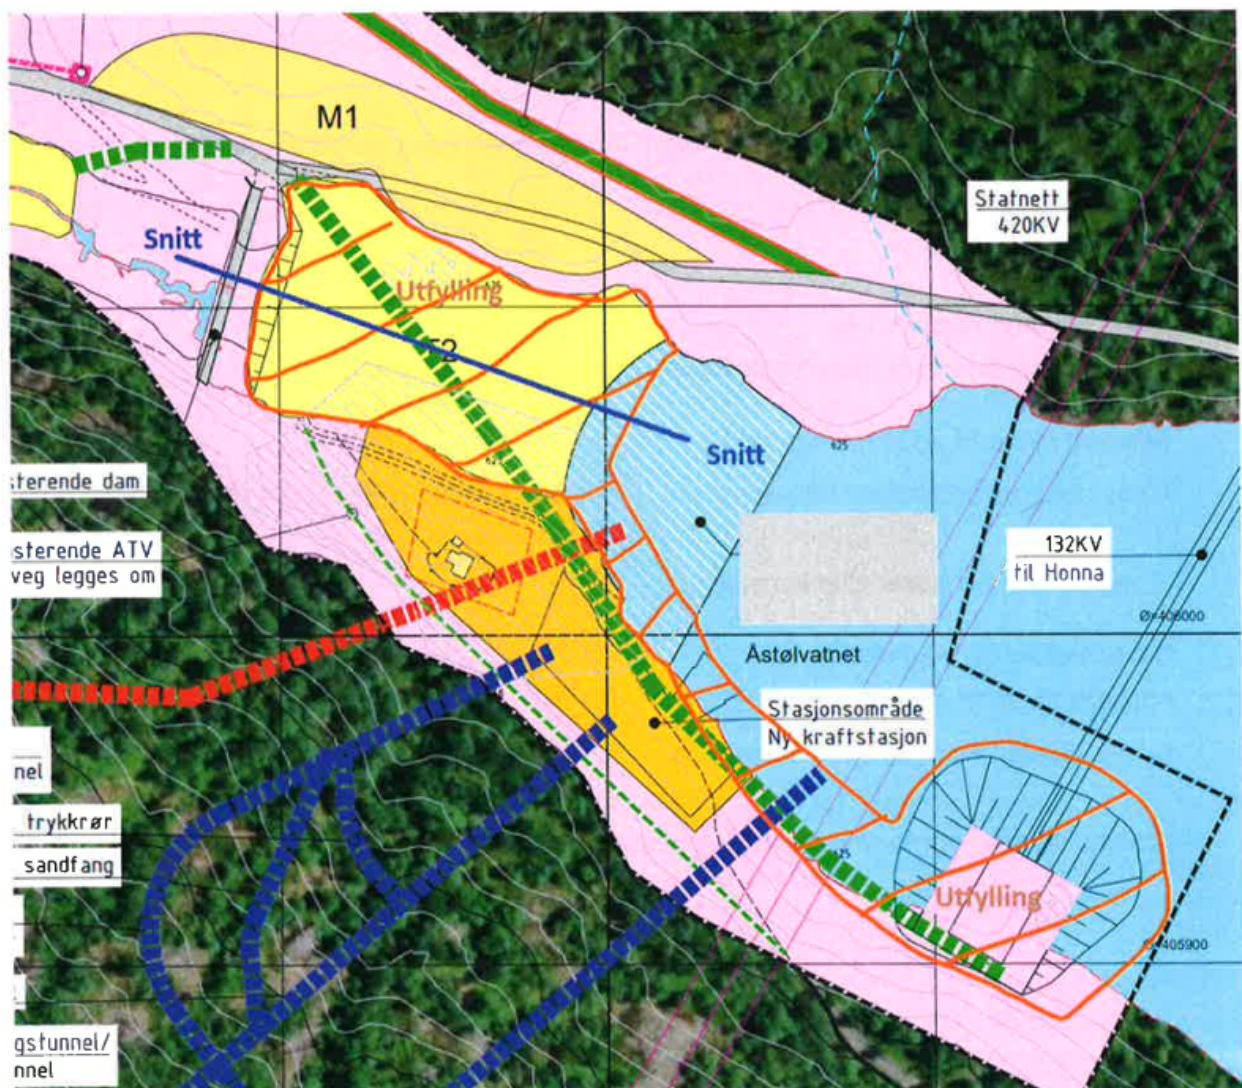 M1
Statnett
420KV
Snitt
Utfylling
Snitt
625
625
sterende dam
sterende ATV
veg legges om
132KV
til Honna
Ø=406000
Åstølvatnet
Stasjonsområde
Ny kraftstasjon
nel
trykkrør
sandfang
625
Utfylling
405900
gstunnel/
nnel